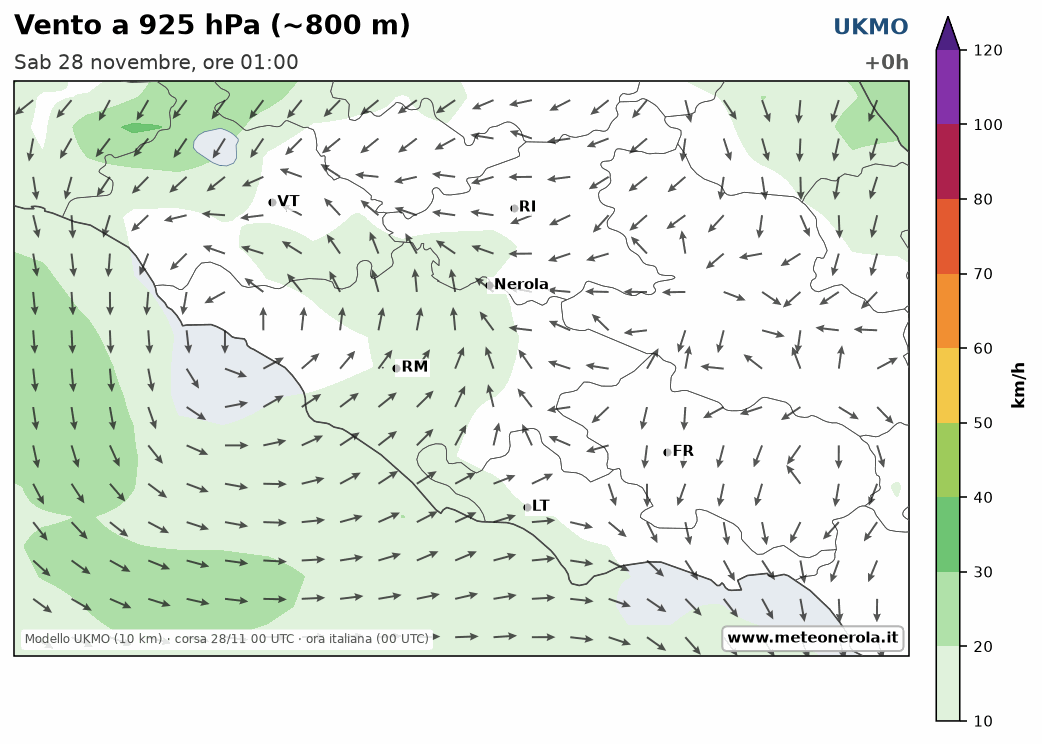 Vento a 925 hPa (~800 m)
UKMO
Sab 28 novembre, ore 01:00
+0h
VT
RI
Nerola
RM
FR
LT
120
100
80
70
60
50
40
30
20
10
km/h
Modello UKMO (10 km) · corsa 28/11 00 UTC · ora italiana (00 UTC)
www.meteonerola.it